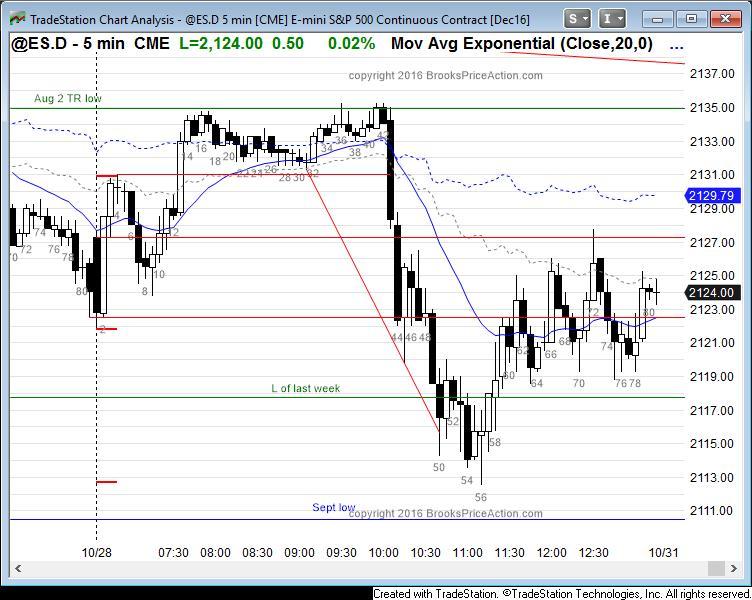 TradeStation Chart Analysis - @ES.D 5 min [CME] E-mini S&P 500 Continuous Contract [Dec16]
S I
@ES.D - 5 min CME L=2,124.00 0.50 0.02% Mov Avg Exponential (Close,20,0) ...
copyright 2016 BrooksPriceAction.com
2137.00
Aug 2 TR low
2135.00
2133.00
2131.00
2129.79
2129.00
2127.00
2125.00
2124.00
2123.00
2121.00
2119.00
L of last week
2117.00
2115.00
2113.00
Sept low
copyright 2016 BrooksPriceAction.com
2111.00
70 72 74 76 78 80 2 4 6 8 10 12 14 16 18 20 22 24 26 28 30 32 34 36 38 40 42 44 46 48 50 52 54 56 58 60 62 64 66 68 70 72 74 76 78 80
10/28 07:30 08:00 08:30 09:00 09:30 10:00 10:30 11:00 11:30 12:00 12:30 10/31
Created with TradeStation. ©TradeStation Technologies, Inc. All rights reserved.